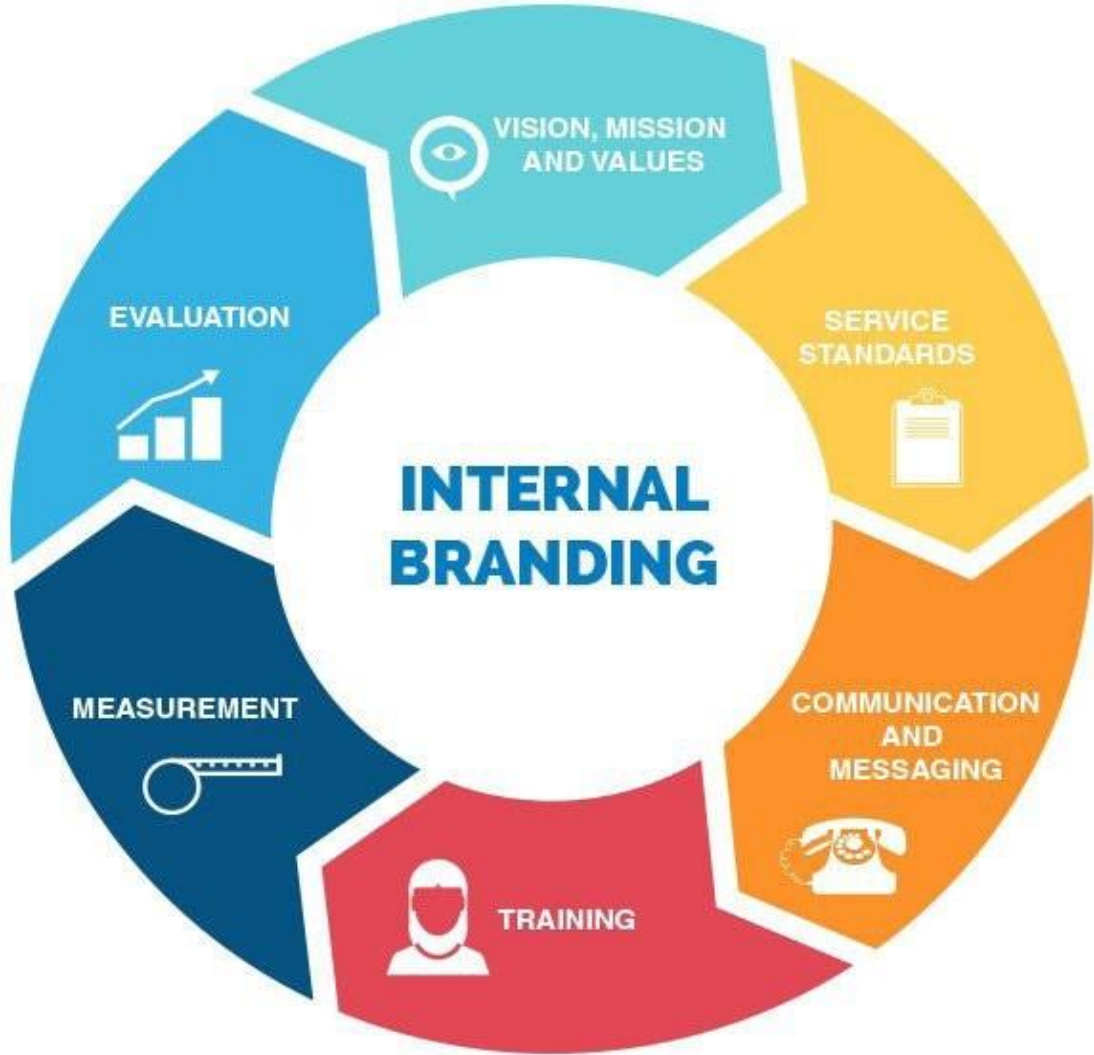 VISION, MISSION
AND VALUES
SERVICE
STANDARDS
COMMUNICATION
AND
MESSAGING
TRAINING
MEASUREMENT
EVALUATION
INTERNAL
BRANDING